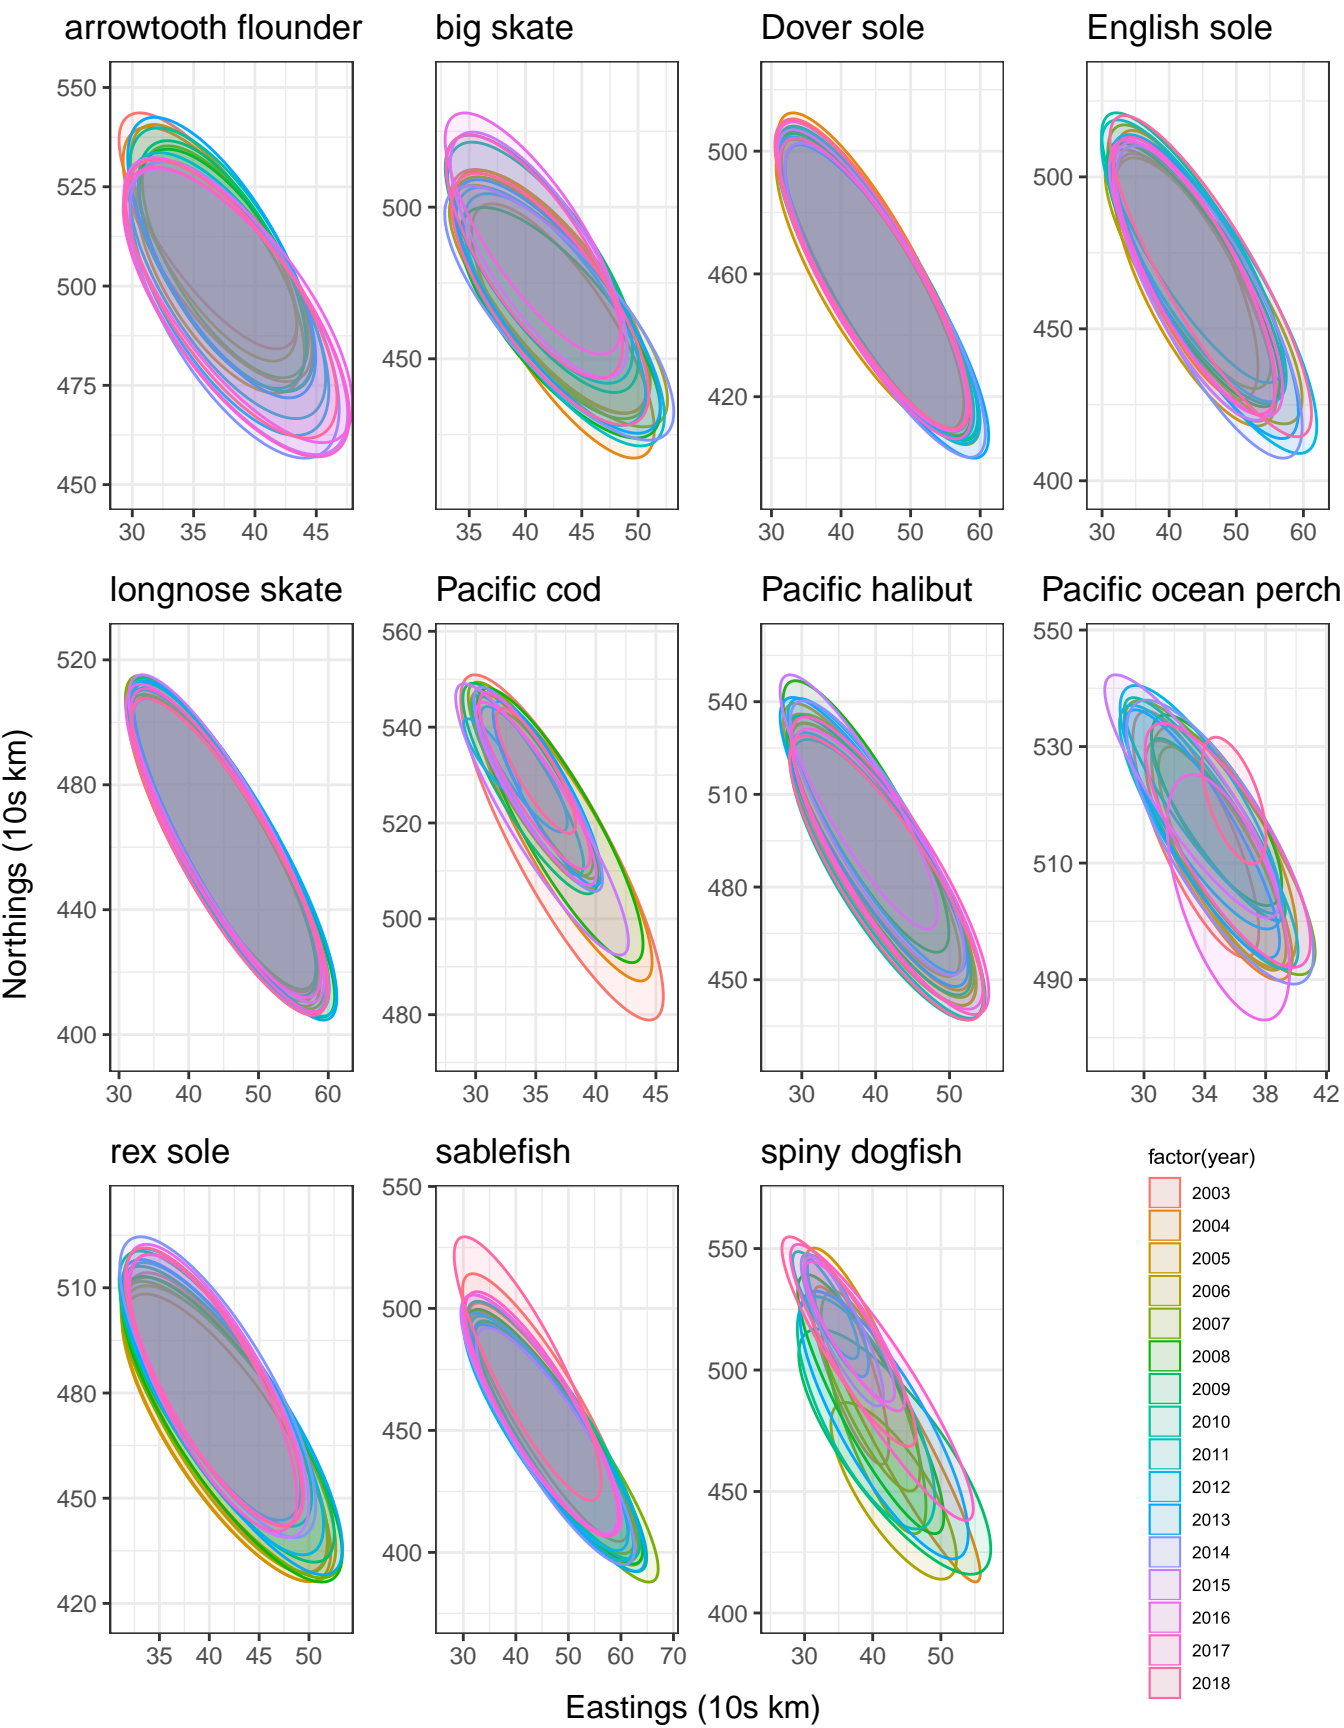 arrowtooth flounder
big skate
Dover sole
English sole
550
525
500
475
450
30 35 40 45
500
450
35 40 45 50
500
460
420
30 40 50 60
500
450
400
30 40 50 60
longnose skate
Pacific cod
Pacific halibut
Pacific ocean perch
520
480
440
400
30 40 50 60
560
540
520
500
480
30 35 40 45
540
510
480
450
30 40 50
550
530
510
490
30 34 38 42
Northings (10s km)
rex sole
sablefish
spiny dogfish
510
480
450
420
35 40 45 50
550
500
450
400
30 40 50 60 70
550
500
450
400
30 40 50
factor(year)
2003
2004
2005
2006
2007
2008
2009
2010
2011
2012
2013
2014
2015
2016
2017
2018
Eastings (10s km)